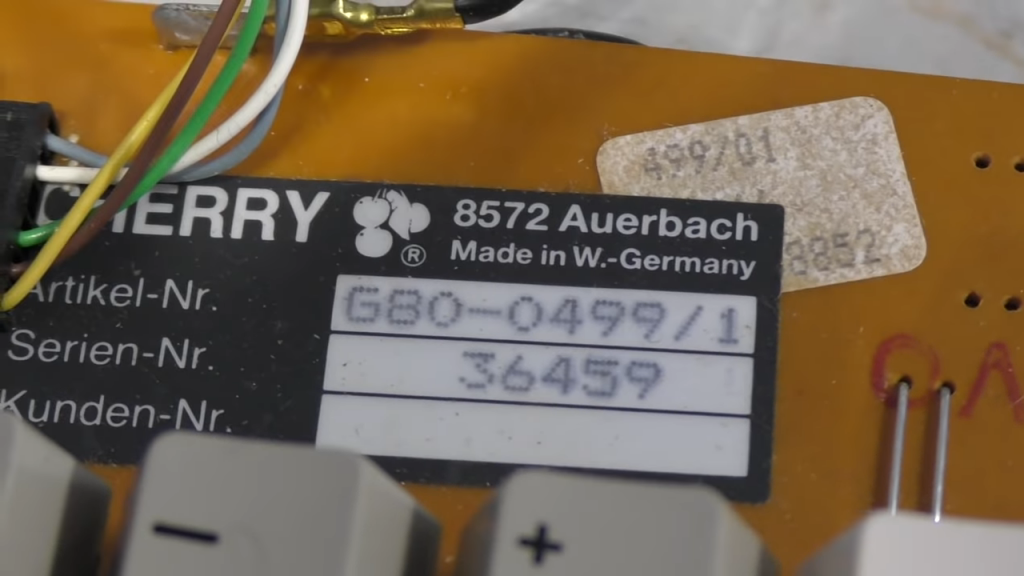 499/01
CHERRY
®
8572 Auerbach
Made in W.-Germany
8852
Artikel-Nr.
G80-0499/1
Serien-Nr.
36459
Kunden-Nr.
-
+